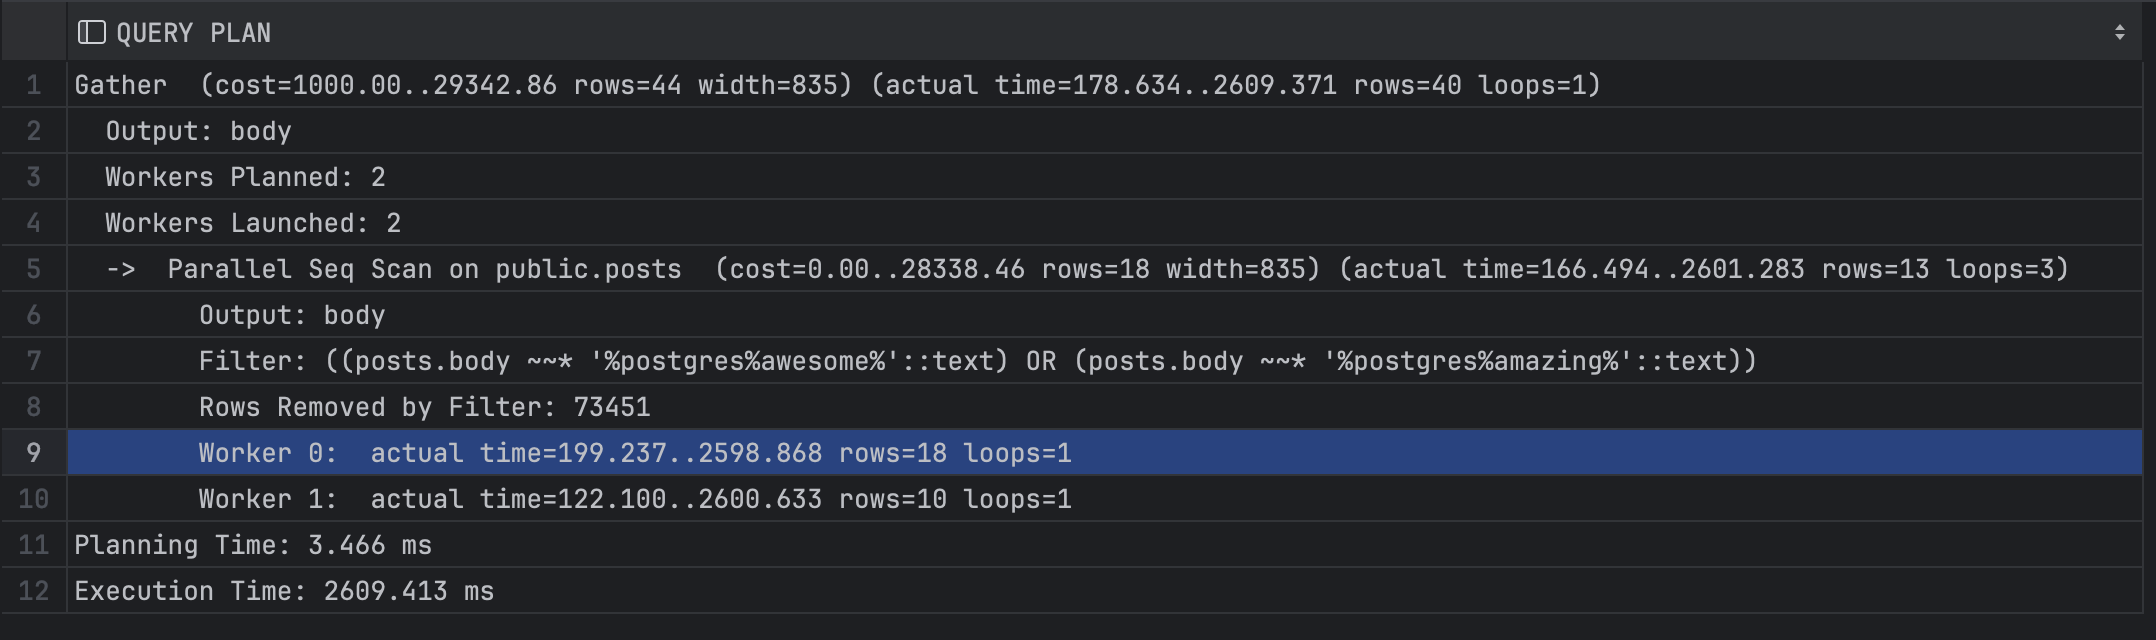 QUERY PLAN
1 Gather  (cost=1000.00..29342.86 rows=44 width=835) (actual time=178.634..2609.371 rows=40 loops=1)
2   Output: body
3   Workers Planned: 2
4   Workers Launched: 2
5   ->  Parallel Seq Scan on public.posts  (cost=0.00..28338.46 rows=18 width=835) (actual time=166.494..2601.283 rows=13 loops=3)
6         Output: body
7         Filter: ((posts.body ~~* '%postgres%awesome%'::text) OR (posts.body ~~* '%postgres%amazing%'::text))
8         Rows Removed by Filter: 73451
9         Worker 0:  actual time=199.237..2598.868 rows=18 loops=1
10         Worker 1:  actual time=122.100..2600.633 rows=10 loops=1
11 Planning Time: 3.466 ms
12 Execution Time: 2609.413 ms